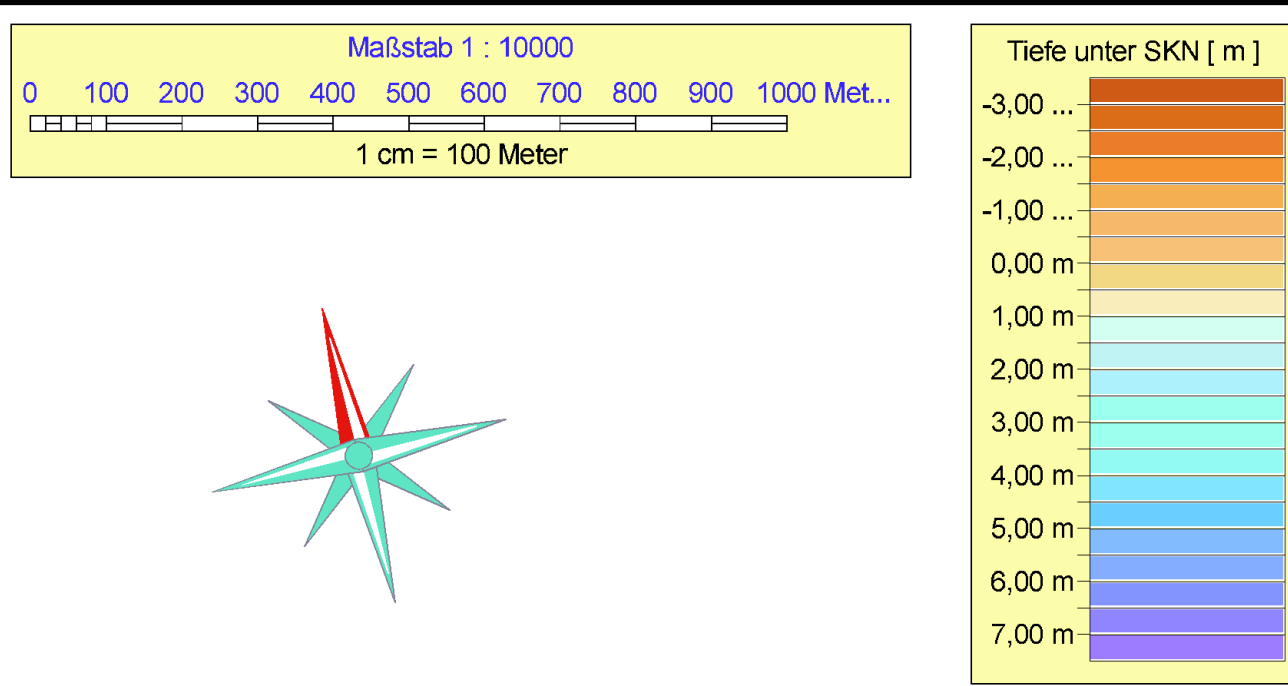 Maßstab 1 : 10000
0 100 200 300 400 500 600 700 800 900 1000 Met...
1 cm = 100 Meter
Tiefe unter SKN [ m ]
-3,00 ...
-2,00 ...
-1,00 ...
0,00 m
1,00 m
2,00 m
3,00 m
4,00 m
5,00 m
6,00 m
7,00 m